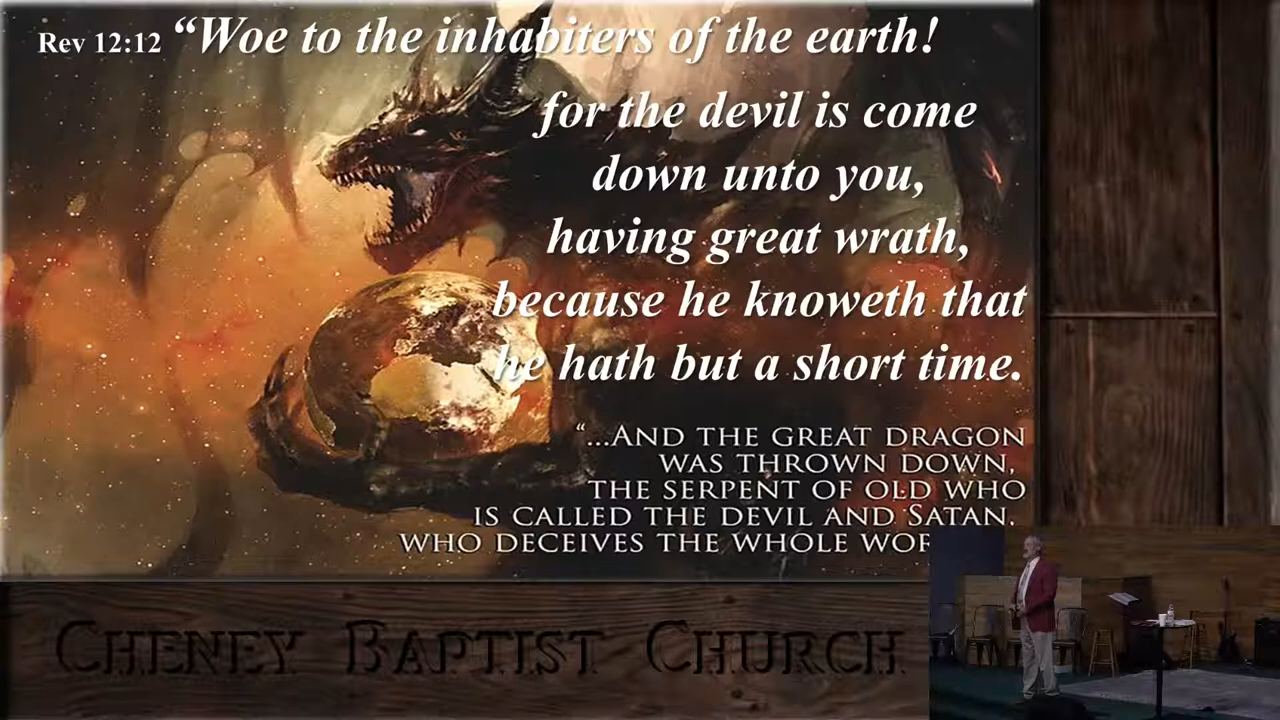 Rev 12:12 “Woe to the inhabiters of the earth!
for the devil is come
down unto you,
having great wrath,
because he knoweth that
he hath but a short time.
“...And the great dragon
was thrown down,
the serpent of old who
is called the devil and Satan.
who deceives the whole wor
Cheney Baptist Church